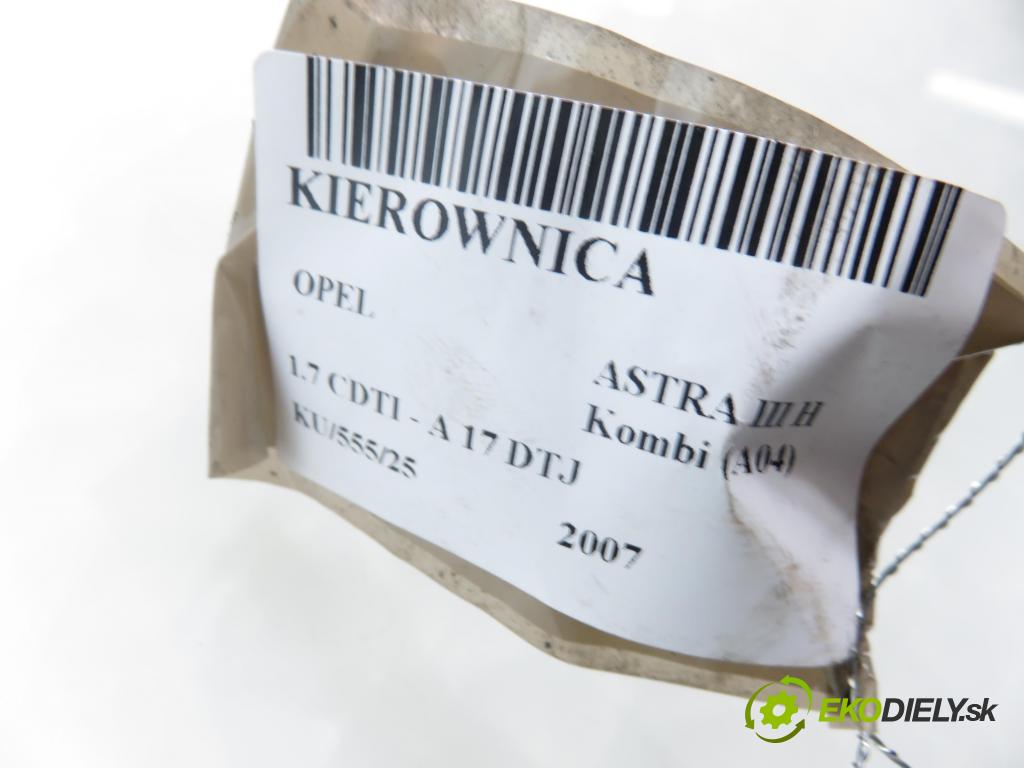 KIEROWNICA
OPEL
ASTRA III H
Kombi (A04)
1.7 CDTI - A 17 DTJ
KU/555/25
2007
EKODIELY.sk